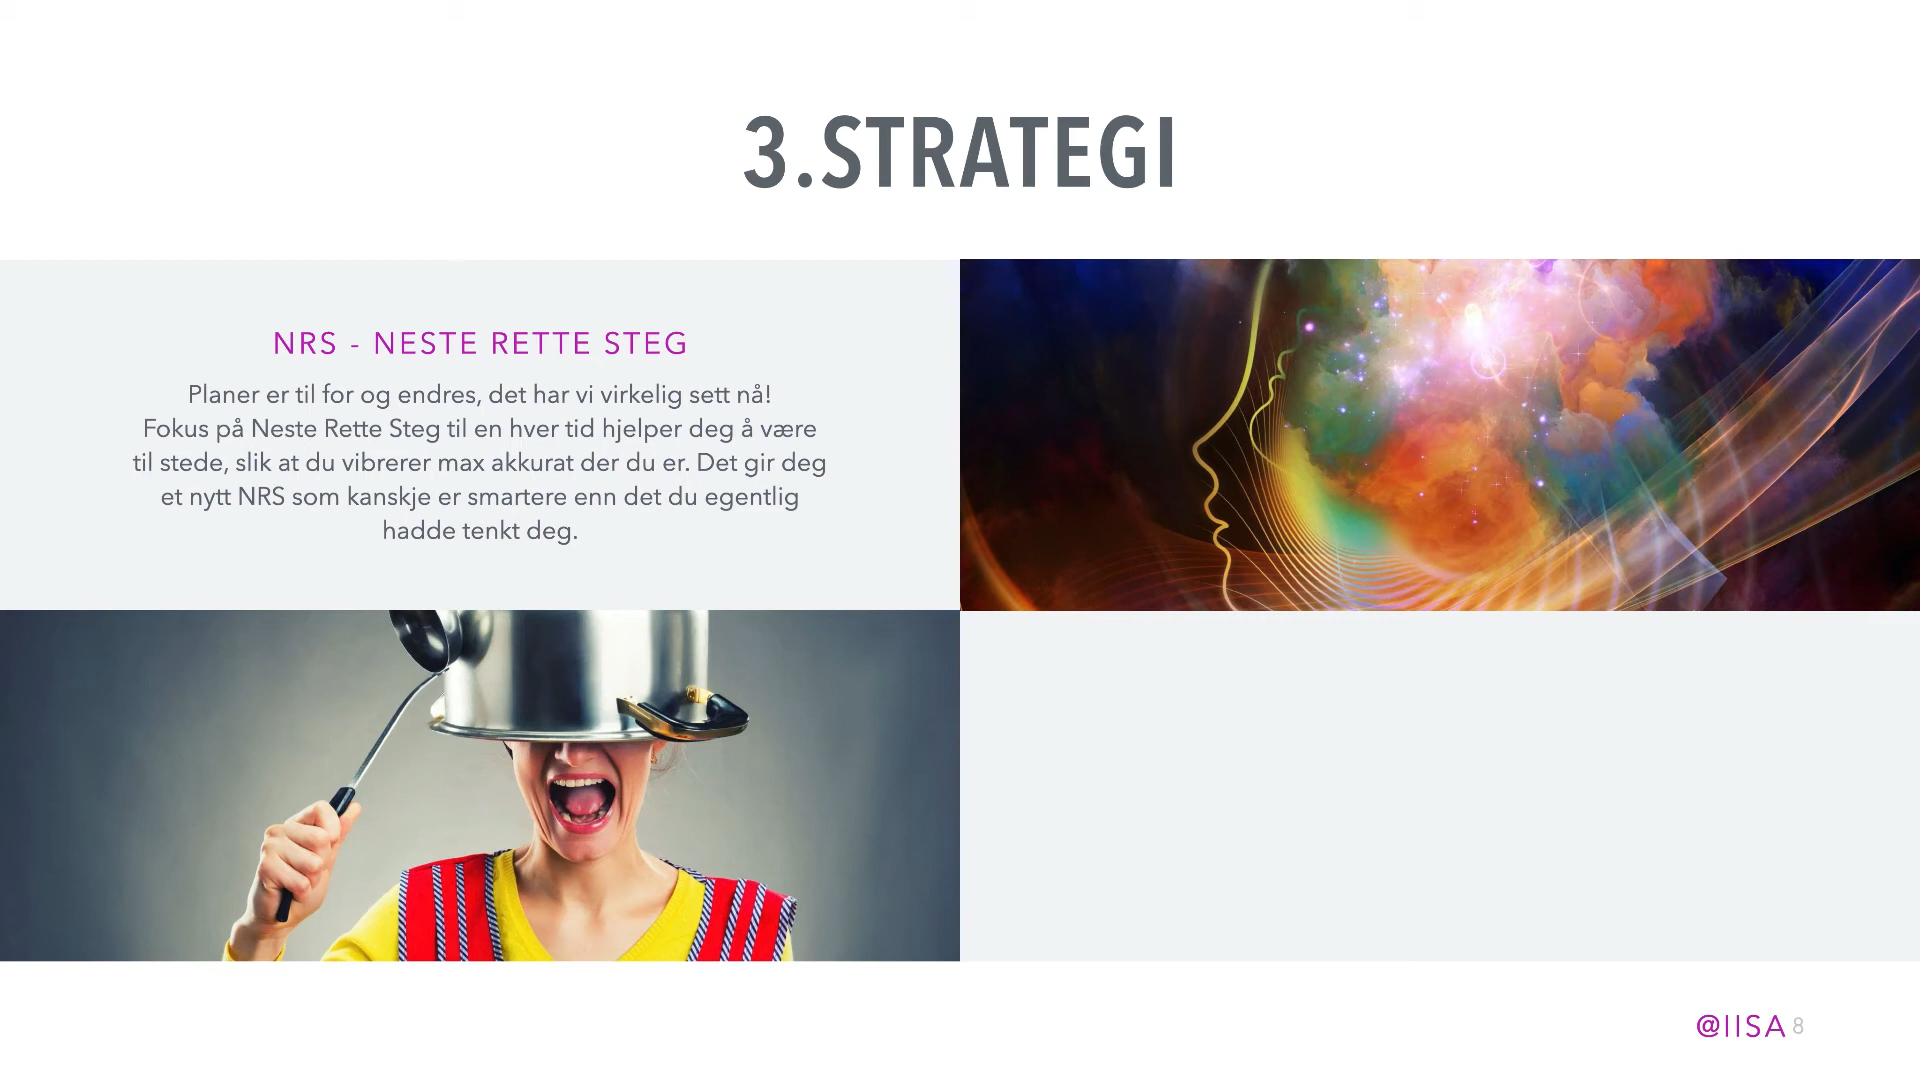 3.STRATEGI
NRS - NESTE RETTE STEG
Planer er til for og endres, det har vi virkelig sett nå!
Fokus på Neste Rette Steg til en hver tid hjelper deg å være
til stede, slik at du vibrerer max akkurat der du er. Det gir deg
et nytt NRS som kanskje er smartere enn det du egentlig
hadde tenkt deg.
@IISA 8